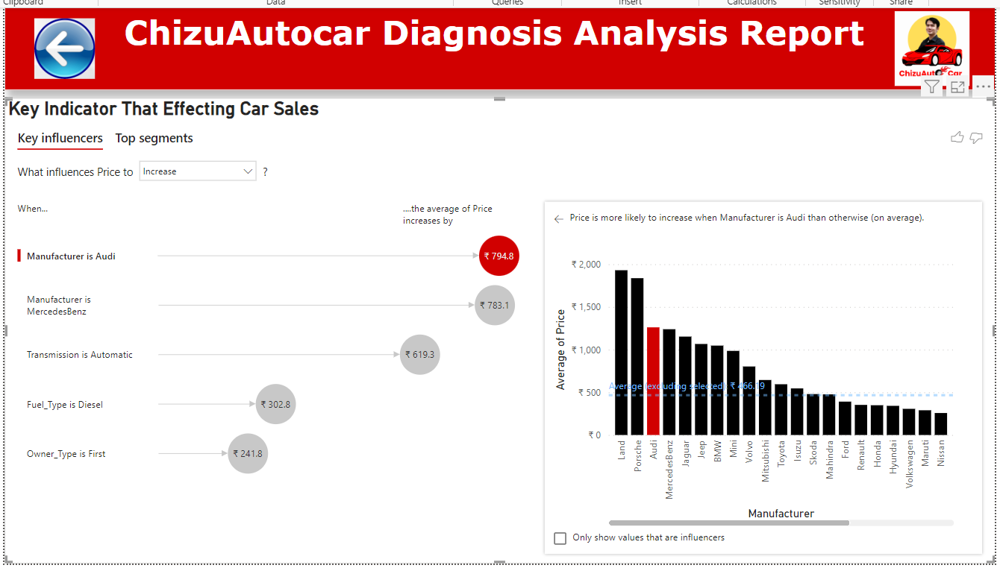 Clipboard
Data
Queries
Insert
Calculations
Sensitivity
Share
ChizuAutocar Diagnosis Analysis Report
ChizuAuto Car
Key Indicator That Effecting Car Sales
Key influencers
Top segments
What influences Price to
Increase
?
When...
....the average of Price
increases by
Manufacturer is Audi
₹ 794.8
Manufacturer is
MercedesBenz
₹ 783.1
Transmission is Automatic
₹ 619.3
Fuel_Type is Diesel
₹ 302.8
Owner_Type is First
₹ 241.8
Price is more likely to increase when Manufacturer is Audi than otherwise (on average).
Average of Price
₹ 2,000
₹ 1,500
₹ 1,000
₹ 500
₹ 0
Average (excluding selected): ₹ 466.19
Land
Porsche
Audi
MercedesBenz
Jaguar
Jeep
BMW
Mini
Volvo
Mitsubishi
Toyota
Isuzu
Skoda
Mahindra
Ford
Renault
Honda
Hyundai
Volkswagen
Maruti
Nissan
Manufacturer
Only show values that are influencers